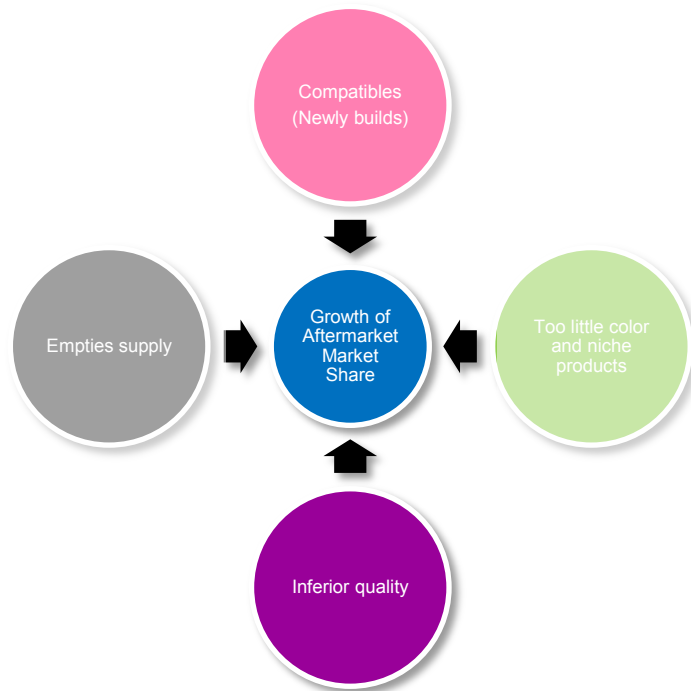 Compatibles
(Newly builds)
Empties supply
Growth of
Aftermarket
Market
Share
Too little color
and niche
products
Inferior quality